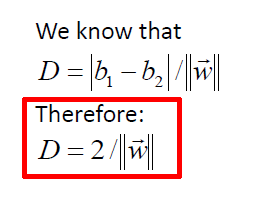 We know that
D = |b₁ − b₂| / ‖w⃗‖
Therefore:
D = 2 / ‖w⃗‖